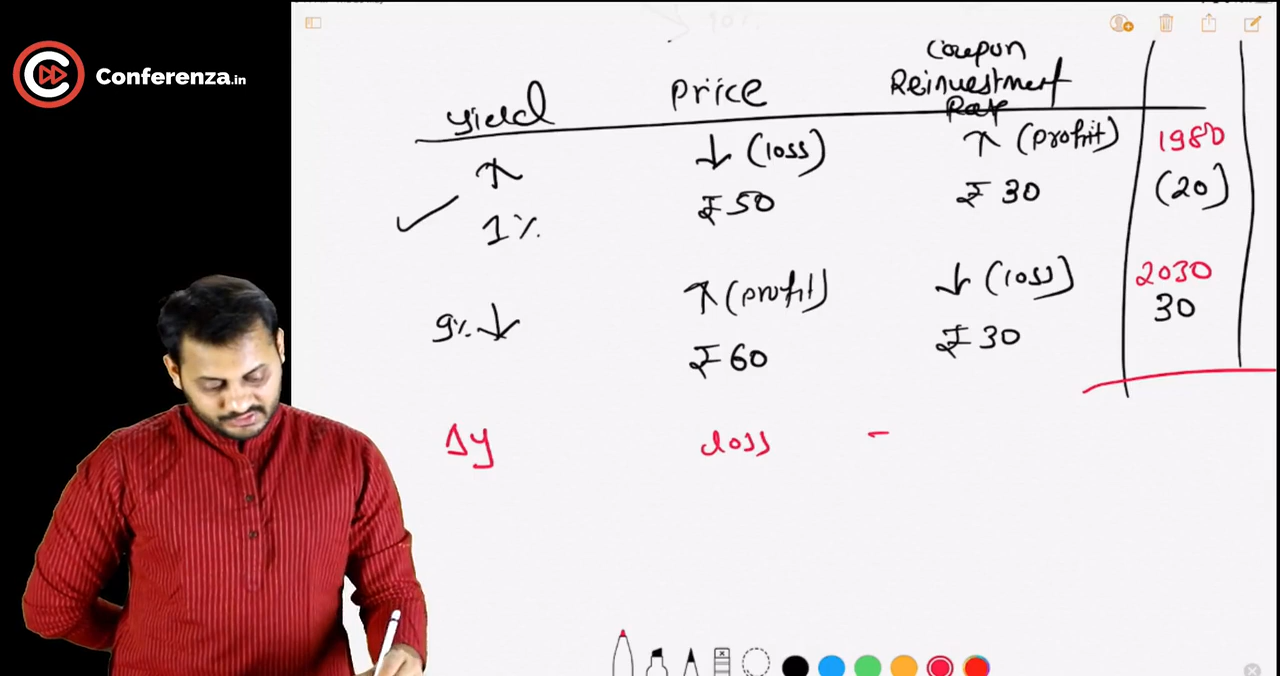 Conferenza.in
Yield Price Coupon Reinvestment Rate
↑ ↓ (loss) ↑ (profit) 1980
1% ₹50 ₹30 (20)
9% ↓ ↑ (profit) ↓ (loss) 2030
₹60 ₹30 30
Δy loss =